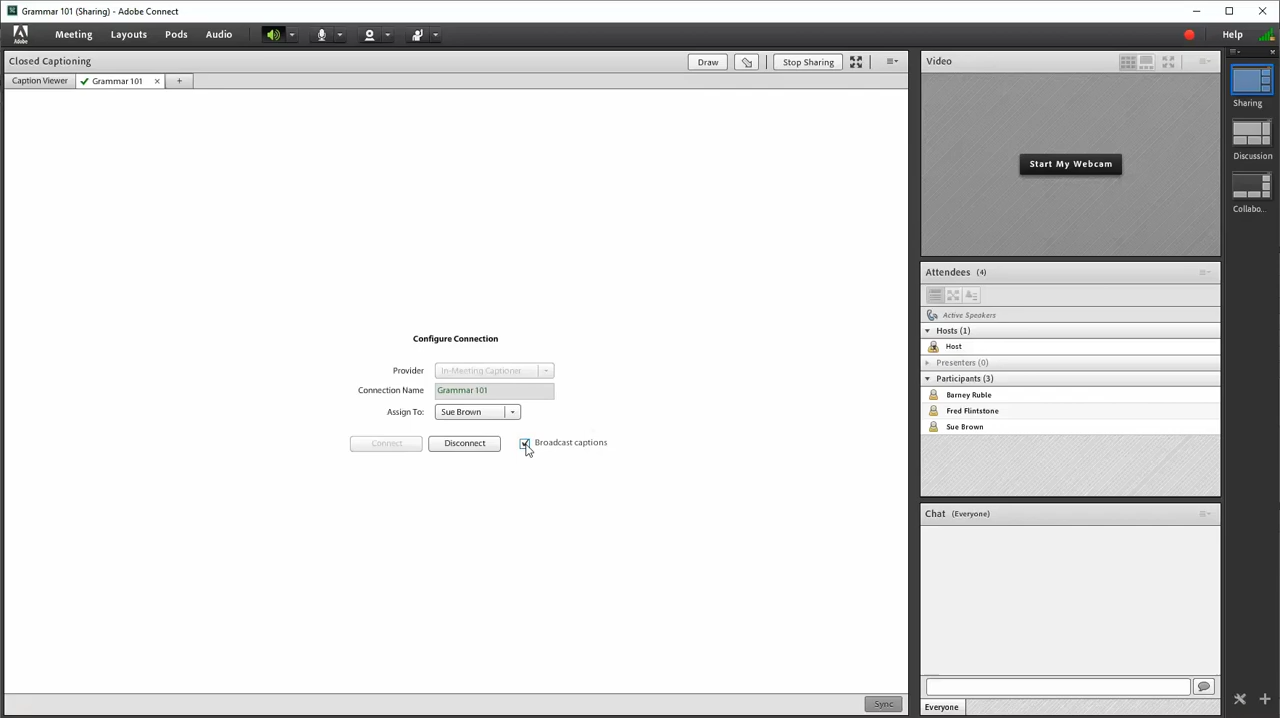 Grammar 101 (Sharing) - Adobe Connect
Adobe Meeting Layouts Pods Audio Help
Closed Captioning Draw Stop Sharing
Caption Viewer Grammar 101 × +
Configure Connection
Provider In-Meeting Captioner
Connection Name Grammar 101
Assign To: Sue Brown
Connect Disconnect Broadcast captions
Sync
Video
Start My Webcam
Attendees (4)
Active Speakers
Hosts (1)
Host
Presenters (0)
Participants (3)
Barney Ruble
Fred Flintstone
Sue Brown
Chat (Everyone)
Everyone
Sharing
Discussion
Collabo...